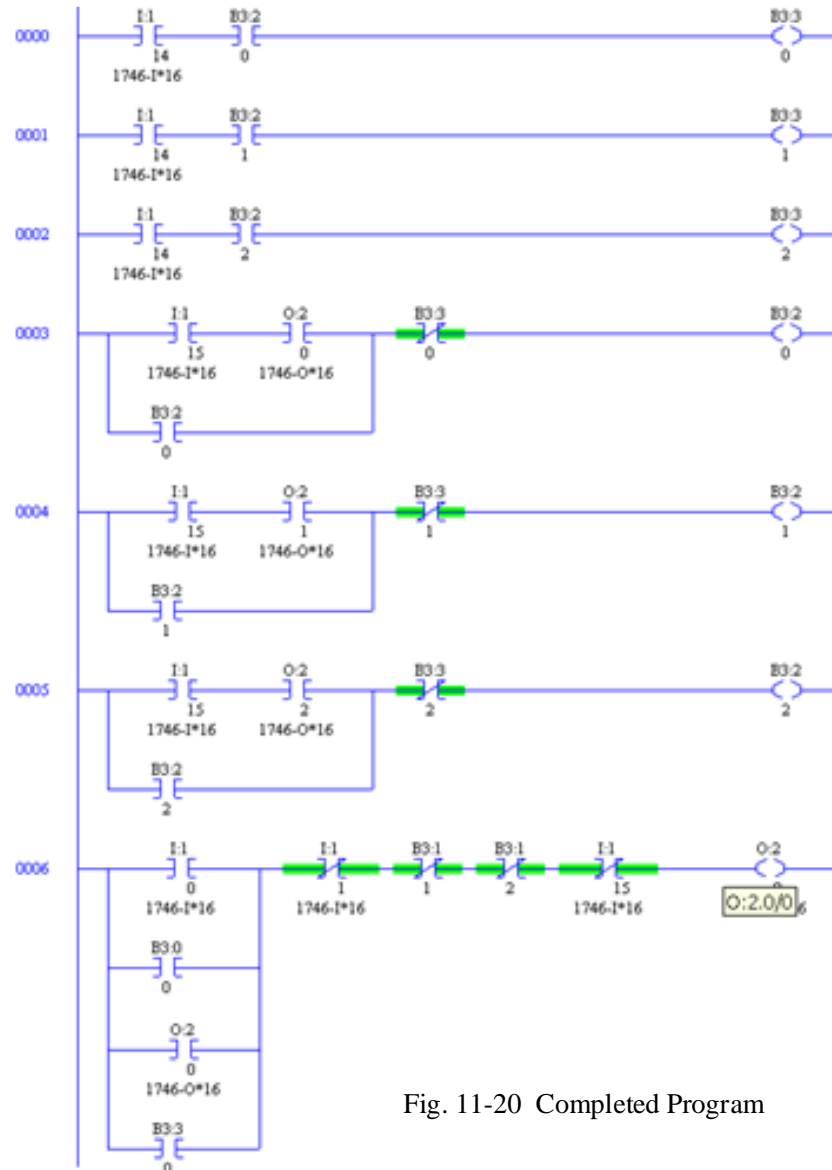 I:1 B3:2 B3:3
0000
14 0 0
1746-I*16
I:1 B3:2 B3:3
0001
14 1 1
1746-I*16
I:1 B3:2 B3:3
0002
14 2 2
1746-I*16
I:1 O:2 B3:3 B3:2
0003
15 0 0 0
1746-I*16 1746-O*16
B3:2
0
I:1 O:2 B3:3 B3:2
0004
15 1 1 1
1746-I*16 1746-O*16
B3:2
1
I:1 O:2 B3:3 B3:2
0005
15 2 2 2
1746-I*16 1746-O*16
B3:2
2
I:1 I:1 B3:1 B3:1 I:1 O:2
0006
0 1 1 2 15
1746-I*16 1746-I*16 1746-I*16 O:2.0/0 6
B3:0
0
O:2
0
1746-O*16
Fig. 11-20 Completed Program
B3:3
0